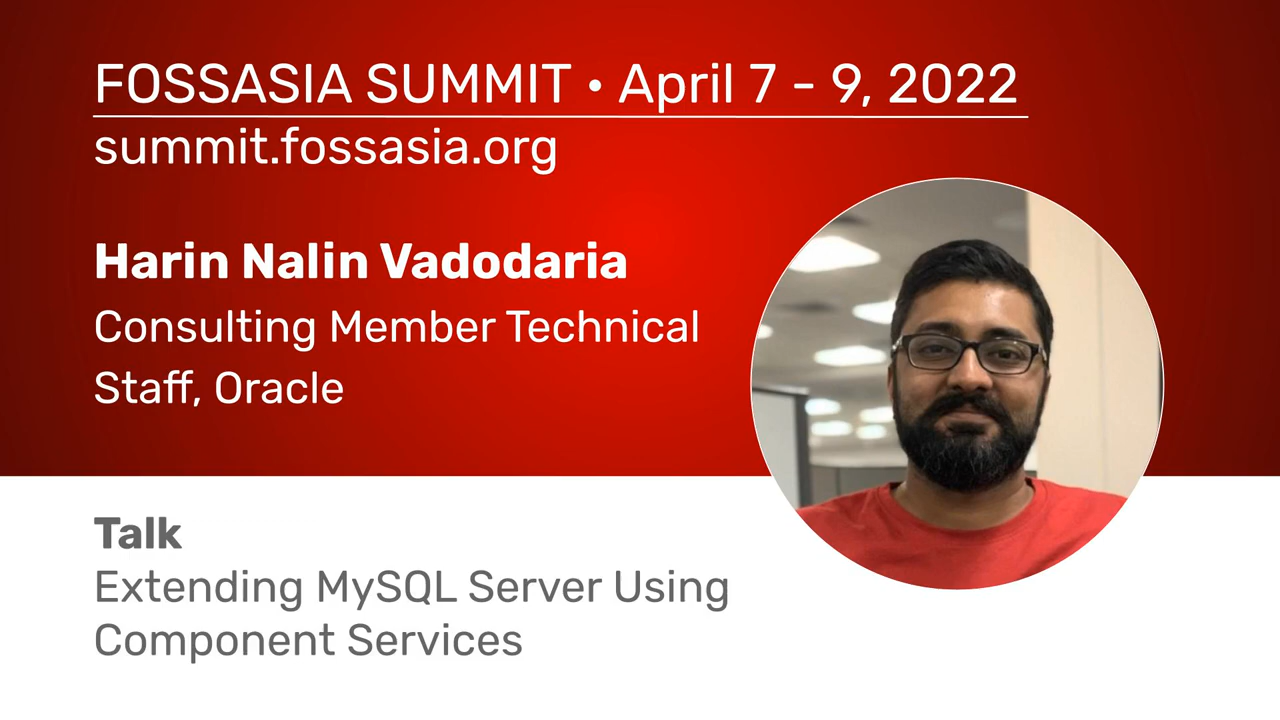 FOSSASIA SUMMIT • April 7 - 9, 2022
summit.fossasia.org
Harin Nalin Vadodaria
Consulting Member Technical
Staff, Oracle
Talk
Extending MySQL Server Using
Component Services